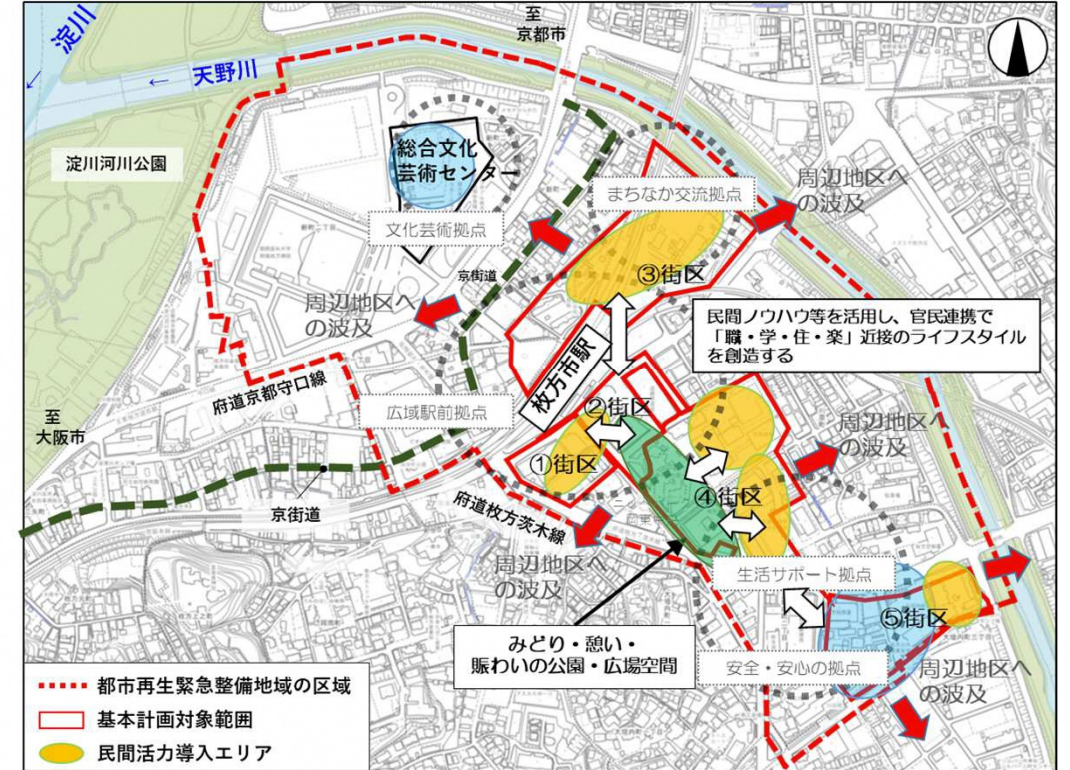 淀川
至
京都市
← 天野川
淀川河川公園
総合文化
芸術センター
文化芸術拠点
まちなか交流拠点
周辺地区へ
の波及
京街道
③街区
周辺地区へ
の波及
民間ノウハウ等を活用し、官民連携で
「職・学・住・楽」近接のライフスタイル
を創造する
枚方市駅
府道京都守口線
広域駅前拠点
②街区
至
大阪市
周辺地区へ
の波及
①街区
④街区
京街道
府道枚方茨木線
周辺地区へ
の波及
生活サポート拠点
⑤街区
みどり・憩い・
賑わいの公園・広場空間
安全・安心の拠点
周辺地区へ
の波及
都市再生緊急整備地域の区域
基本計画対象範囲
民間活力導入エリア